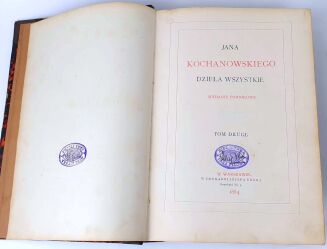 JANA
KOCHANOWSKIEGO
DZIEŁA WSZYSTKIE
WYDANIE POMNIKOWE
TOM DRUGI.
W WARSZAWIE,
1884